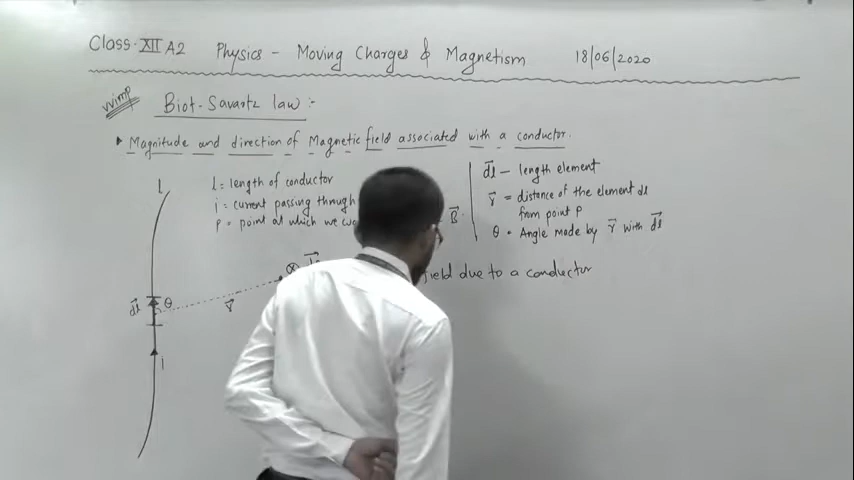 Class-XII A2 Physics - Moving Charges & Magnetism 18/06/2020
VVimp
Biot-Savartz law :-
Magnitude and direction of Magnetic field associated with a conductor.
l
l = length of conductor
i = current passing through
P = point at which we
B
dl - length element
r = distance of the element dl
from point P
θ = Angle made by r with dl
field due to a conductor
dl
θ
r